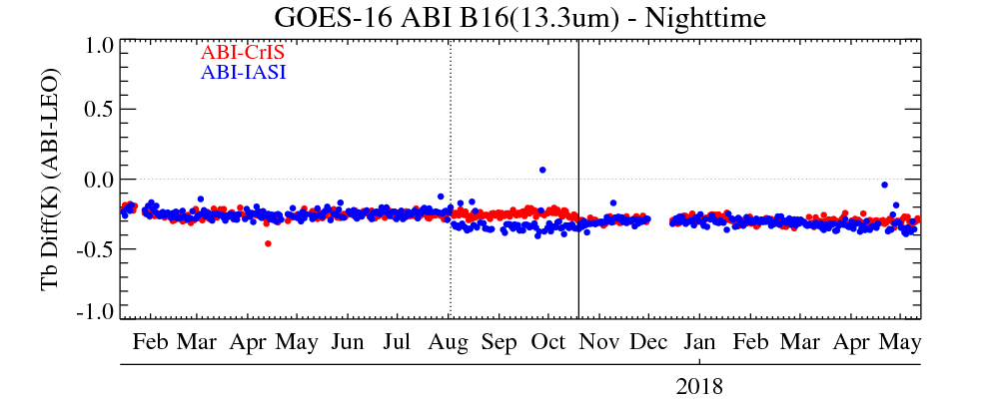 GOES-16 ABI B16(13.3um) - Nighttime
ABI-CrIS
ABI-IASI
Tb Diff(K) (ABI-LEO)
1.0
0.5
0.0
-0.5
-1.0
Feb Mar Apr May Jun Jul Aug Sep Oct Nov Dec Jan Feb Mar Apr May
2018